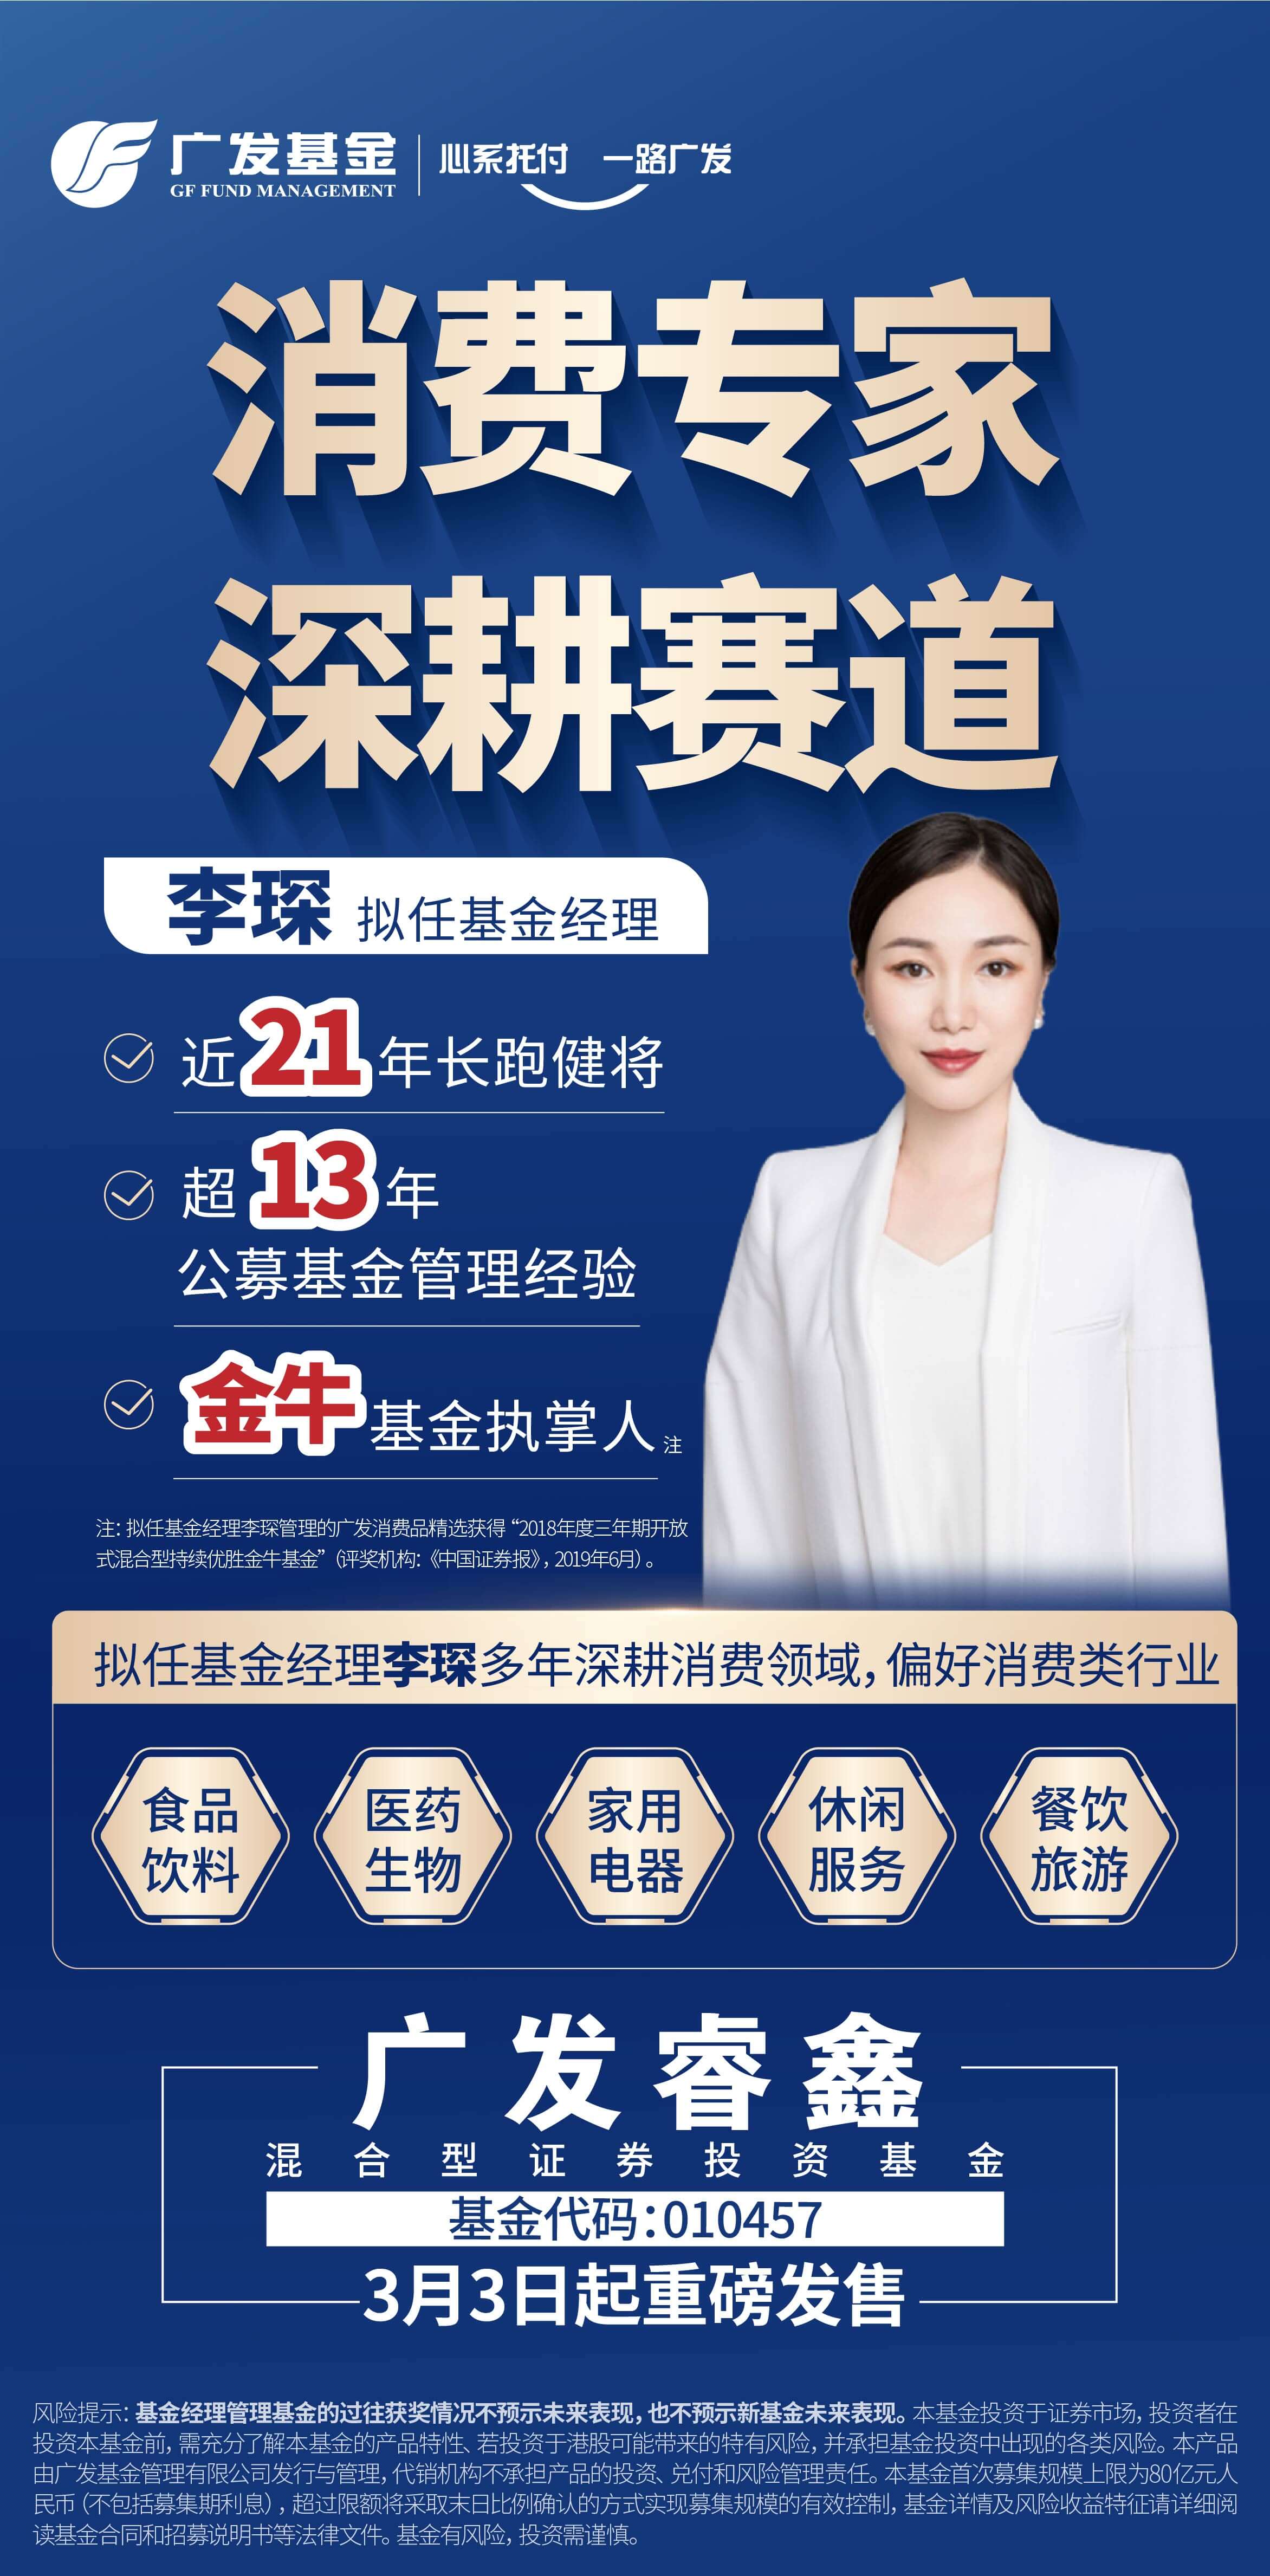 广发基金
GF FUND MANAGEMENT
心系托付 一路广发
消费专家
深耕赛道
李琛 拟任基金经理
近21年长跑健将
超13年
公募基金管理经验
金牛基金执掌人注
注：拟任基金经理李琛管理的广发消费品精选获得“2018年度三年期开放
式混合型持续优胜金牛基金”（评奖机构：《中国证券报》，2019年6月）。
拟任基金经理李琛多年深耕消费领域，偏好消费类行业
食品
饮料
医药
生物
家用
电器
休闲
服务
餐饮
旅游
广发睿鑫
混合型证券投资基金
基金代码：010457
3月3日起重磅发售
风险提示：基金经理管理基金的过往获奖情况不预示未来表现，也不预示新基金未来表现。本基金投资于证券市场，投资者在
投资本基金前，需充分了解本基金的产品特性、若投资于港股可能带来的特有风险，并承担基金投资中出现的各类风险。本产品
由广发基金管理有限公司发行与管理，代销机构不承担产品的投资、兑付和风险管理责任。本基金首次募集规模上限为80亿元人
民币（不包括募集期利息），超过限额将采取末日比例确认的方式实现募集规模的有效控制，基金详情及风险收益特征请详细阅
读基金合同和招募说明书等法律文件。基金有风险，投资需谨慎。